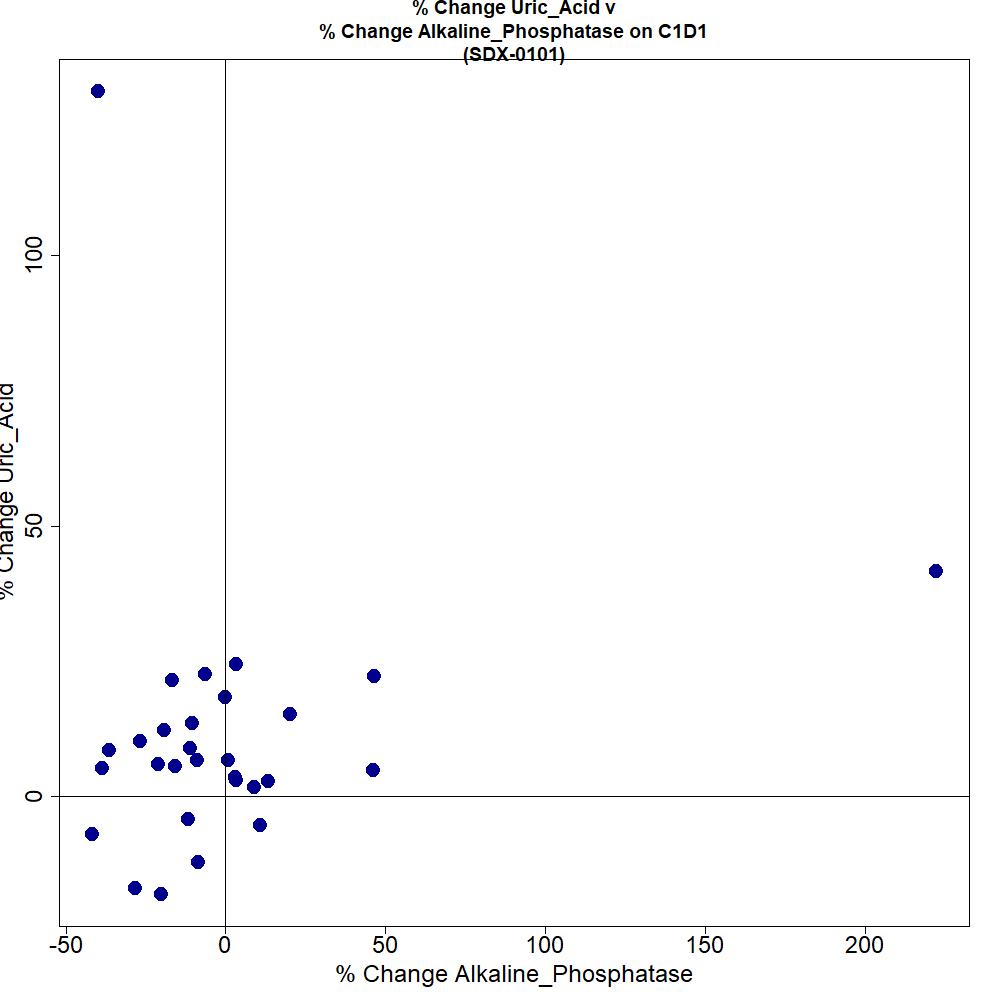 % Change Uric_Acid v
% Change Alkaline_Phosphatase on C1D1
(SDX-0101)
% Change Uric_Acid
100
50
0
-50
0
50
100
150
200
% Change Alkaline_Phosphatase